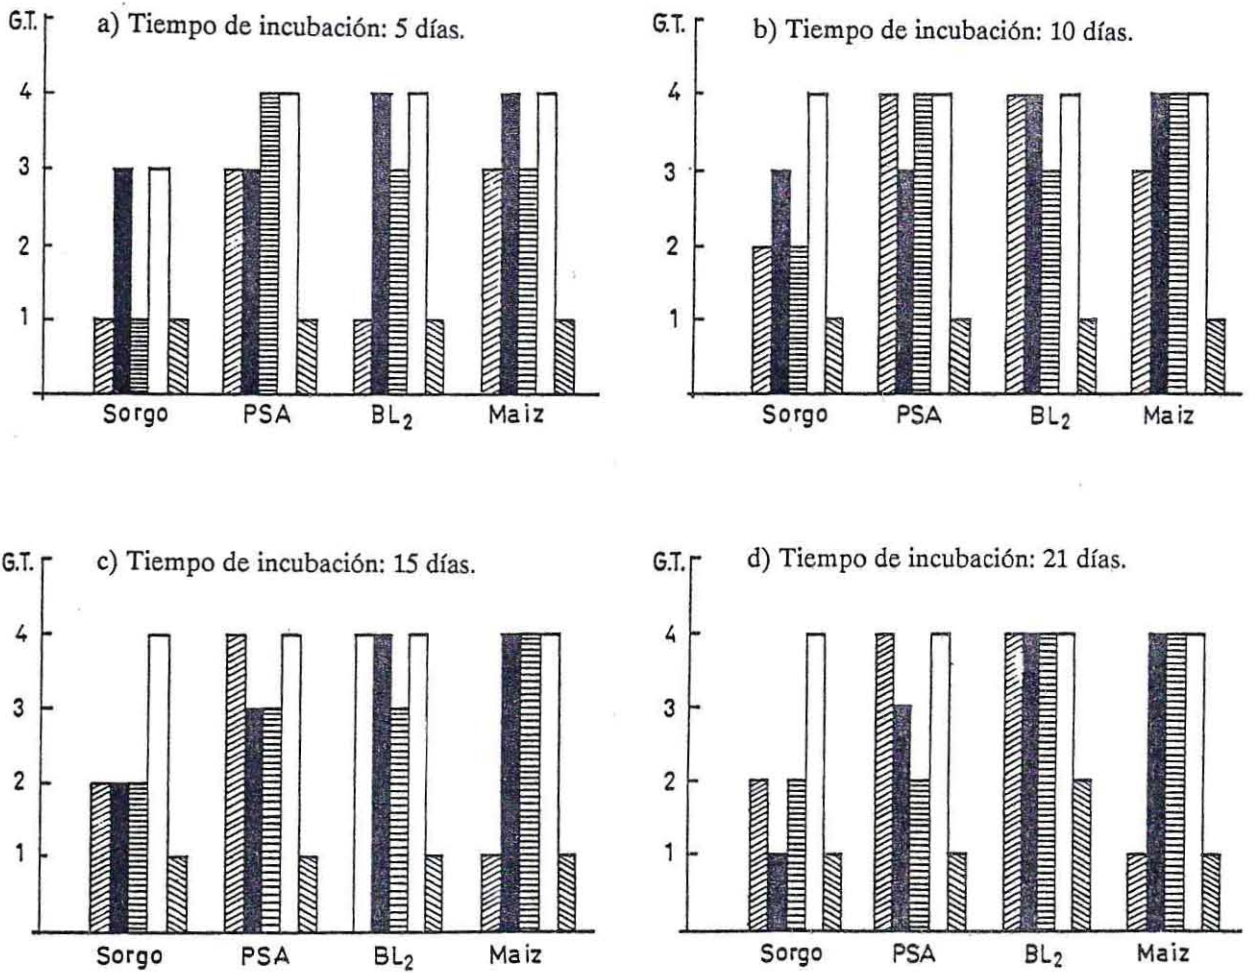 G.T. a) Tiempo de incubación: 5 días.
4
3
2
1
Sorgo PSA BL₂ Maiz
G.T. b) Tiempo de incubación: 10 días.
4
3
2
1
Sorgo PSA BL₂ Maiz
G.T. c) Tiempo de incubación: 15 días.
4
3
2
1
Sorgo PSA BL₂ Maiz
G.T. d) Tiempo de incubación: 21 días.
4
3
2
1
Sorgo PSA BL₂ Maiz